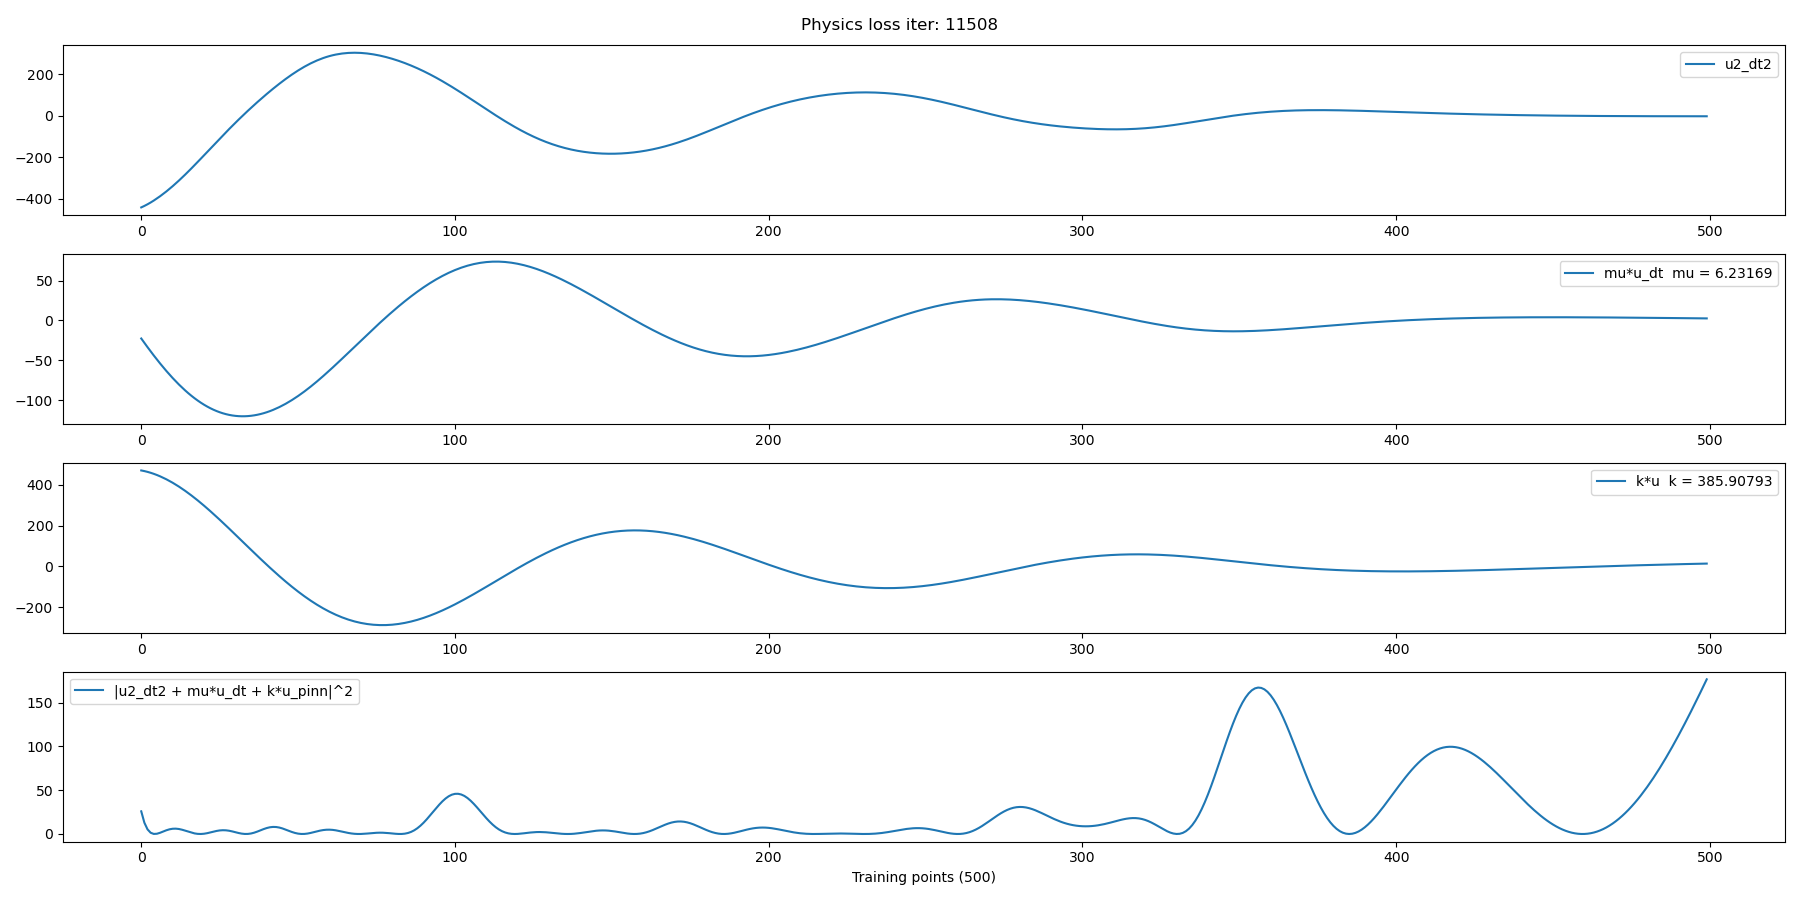 Physics loss iter: 11508
200
0
−200
−400
u2_dt2
0 100 200 300 400 500
50
0
−50
−100
mu*u_dt  mu = 6.23169
0 100 200 300 400 500
400
200
0
−200
k*u  k = 385.90793
0 100 200 300 400 500
150
100
50
0
|u2_dt2 + mu*u_dt + k*u_pinn|^2
0 100 200 300 400 500
Training points (500)